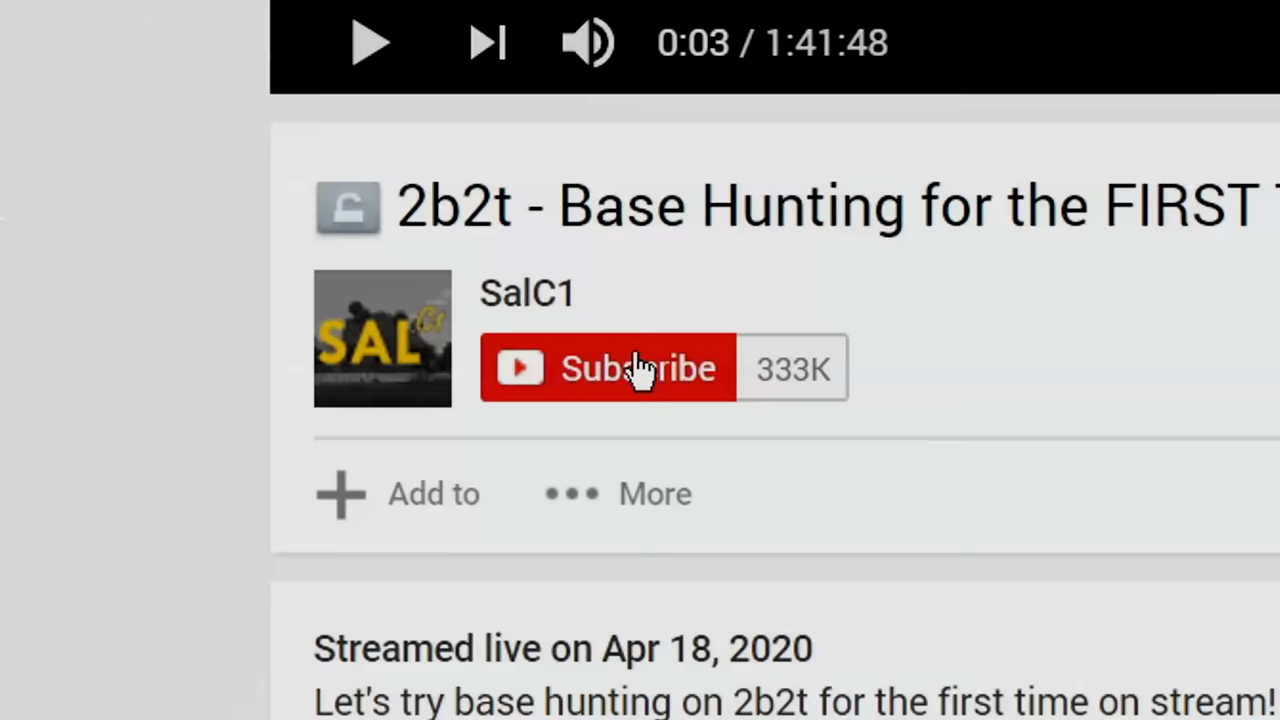 0:03 / 1:41:48
2b2t - Base Hunting for the FIRST
SAL C1
SalC1
Subscribe 333K
Add to ••• More
Streamed live on Apr 18, 2020
Let's try base hunting on 2b2t for the first time on stream!